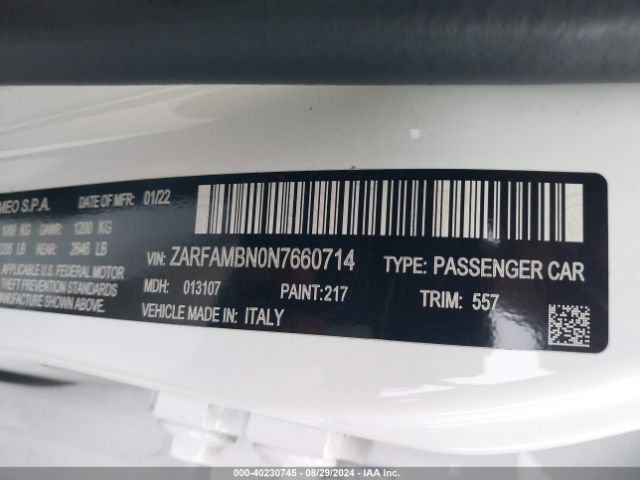 MEO S.P.A. DATE OF MFR: 01/22
1000 KG GAWR: 1200 KG
2205 LB REAR: 2646 LB
APPLICABLE U.S. FEDERAL MOTOR
THEFT PREVENTION STANDARDS
MANUFACTURE SHOWN ABOVE.
VIN: ZARFAMBN0N7660714 TYPE: PASSENGER CAR
MDH: 013107 PAINT:217 TRIM: 557
VEHICLE MADE IN: ITALY
000-40230745 - 08/29/2024 - IAA Inc.